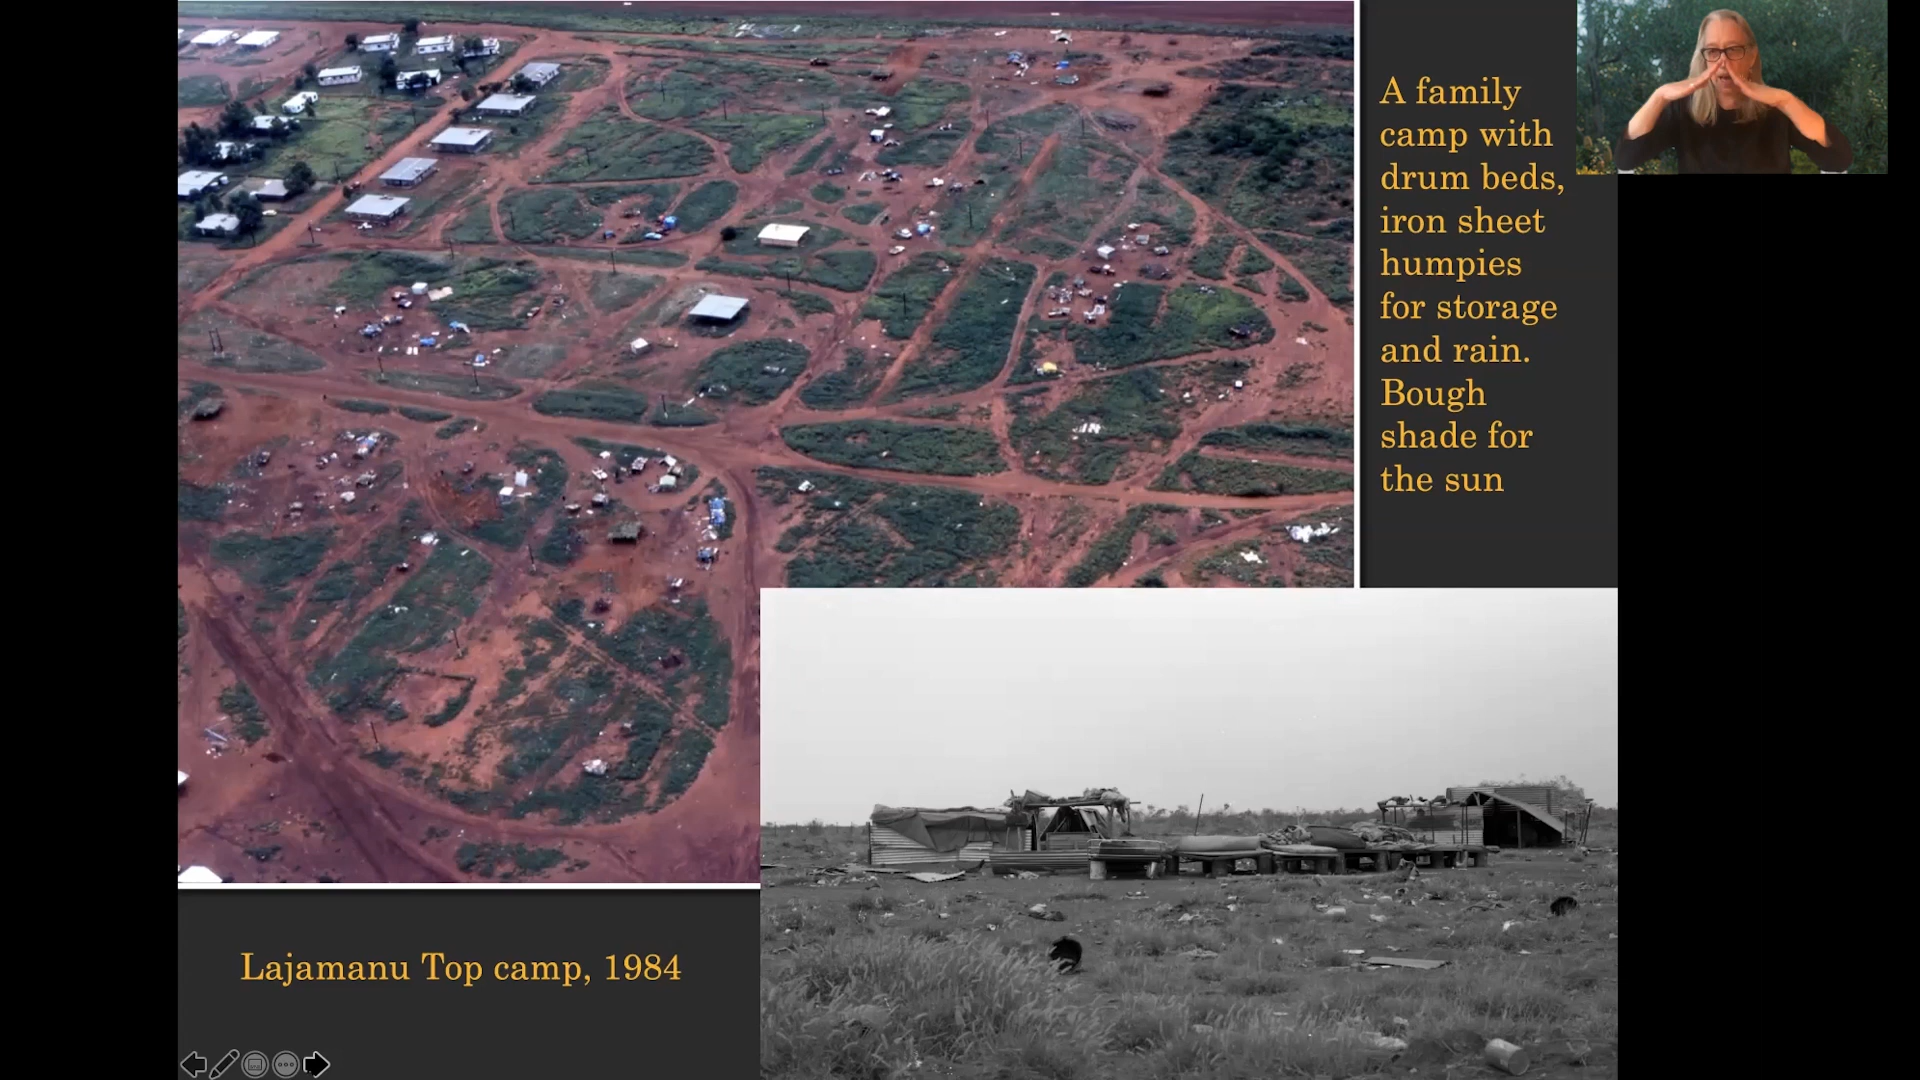 A family
camp with
drum beds,
iron sheet
humpies
for storage
and rain.
Bough
shade for
the sun
Lajamanu Top camp, 1984